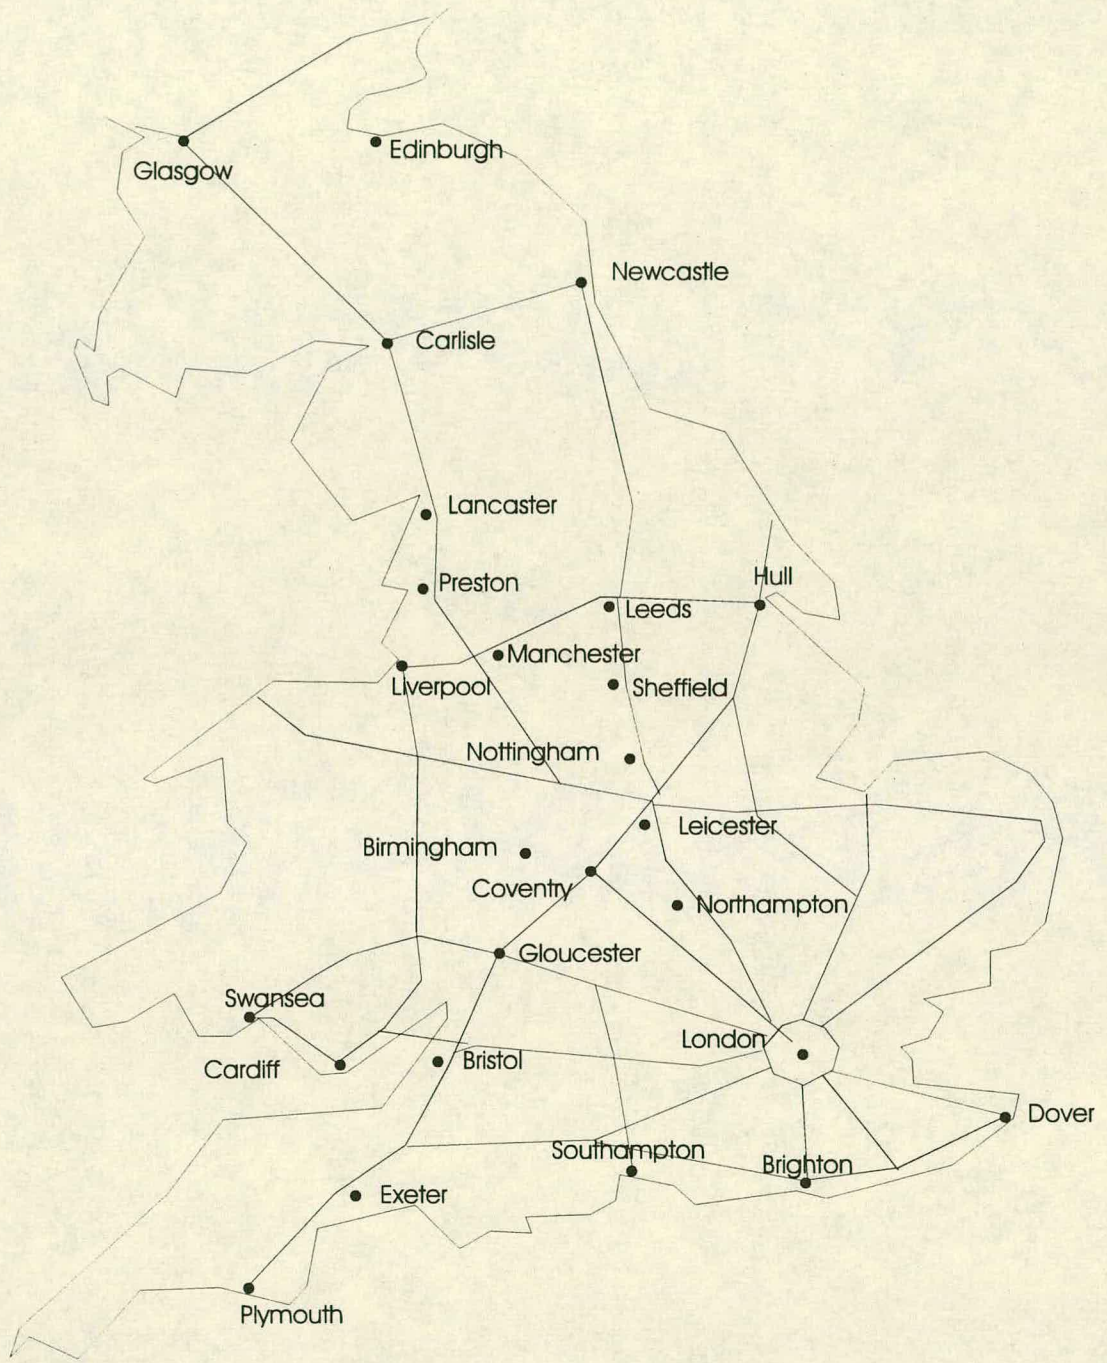 Edinburgh
Glasgow
Newcastle
Carlisle
Lancaster
Hull
Preston
Leeds
Manchester
Liverpool
Sheffield
Nottingham
Leicester
Birmingham
Coventry
Northampton
Gloucester
Swansea
London
Cardiff
Bristol
Dover
Southampton
Brighton
Exeter
Plymouth